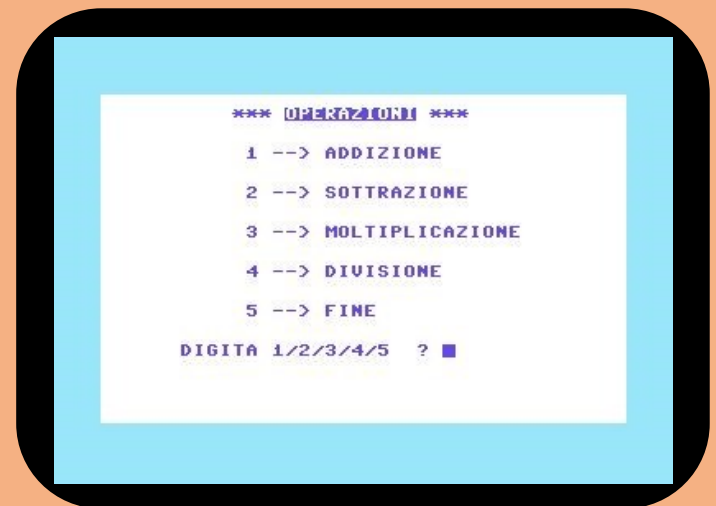 *** OPERAZIONI ***
1 --> ADDIZIONE
2 --> SOTTRAZIONE
3 --> MOLTIPLICAZIONE
4 --> DIVISIONE
5 --> FINE
DIGITA 1/2/3/4/5 ?